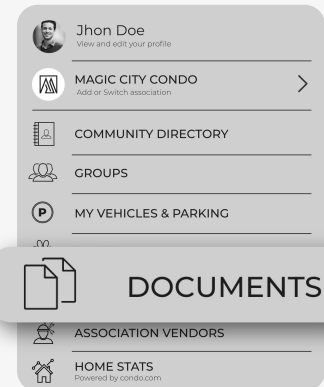 Jhon Doe
View and edit your profile
MAGIC CITY CONDO
Add or Switch association
COMMUNITY DIRECTORY
GROUPS
P
MY VEHICLES & PARKING
DOCUMENTS
ASSOCIATION VENDORS
HOME STATS
Powered by condo.com